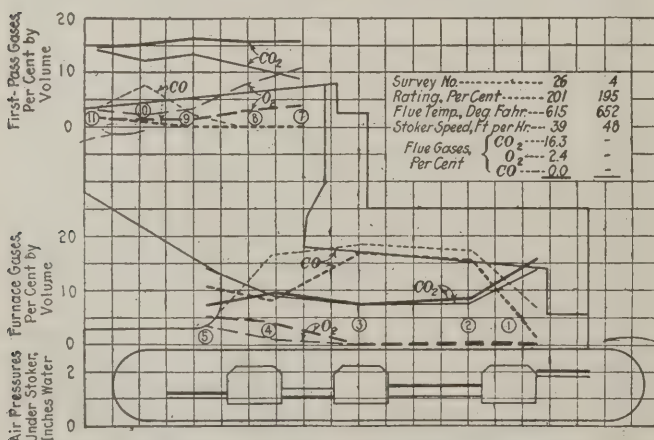 First-Pass Gases,
Per Cent by
Volume
20
10
0
CO2
CO
O2
11
10
9
8
7
Survey No. 26 4
Rating, Per Cent 201 195
Flue Temp., Deg Fahr. 615 652
Stoker Speed, Ft per Hr. 39 48
Flue Gases,
Per Cent
CO2 16.3 -
O2 2.4 -
CO 0.0 -
Furnace Gases,
Per Cent by
Volume
20
10
0
CO
CO2
O2
5
4
3
2
1
Air Pressures
Under Stoker,
Inches Water
2
0